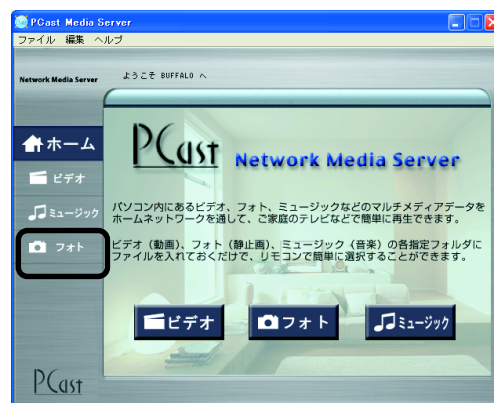 PCast Media Server
ファイル 編集 ヘルプ
Network Media Server
ようこそ BUFFALO へ
ホーム
ビデオ
ミュージック
フォト
PCast
PCast Network Media Server
パソコン内にあるビデオ、フォト、ミュージックなどのマルチメディアデータを
ホームネットワークを通して、ご家庭のテレビなどで簡単に再生できます。
ビデオ（動画）、フォト（静止画）、ミュージック（音楽）の各指定フォルダに
ファイルを入れておくだけで、リモコンで簡単に選択することができます。
ビデオ フォト ミュージック